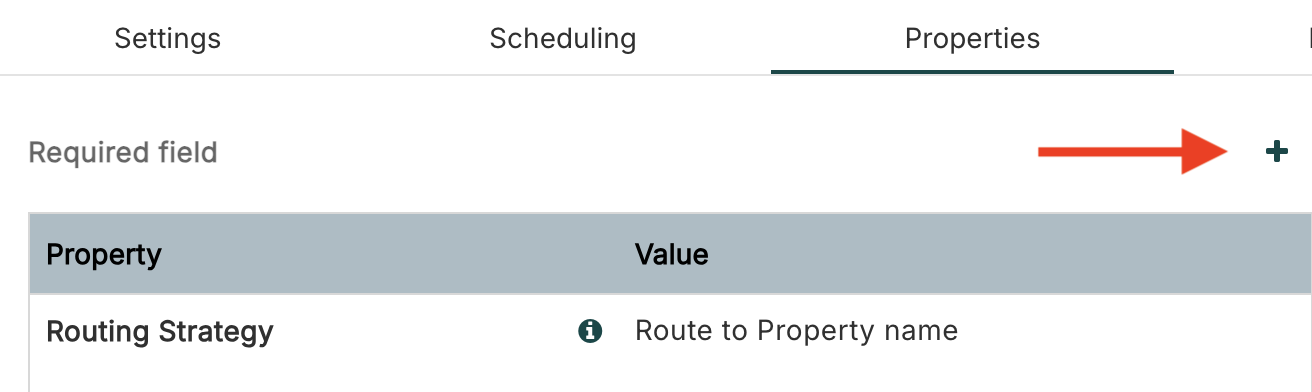 Settings Scheduling Properties
Required field
Property Value
Routing Strategy Route to Property name